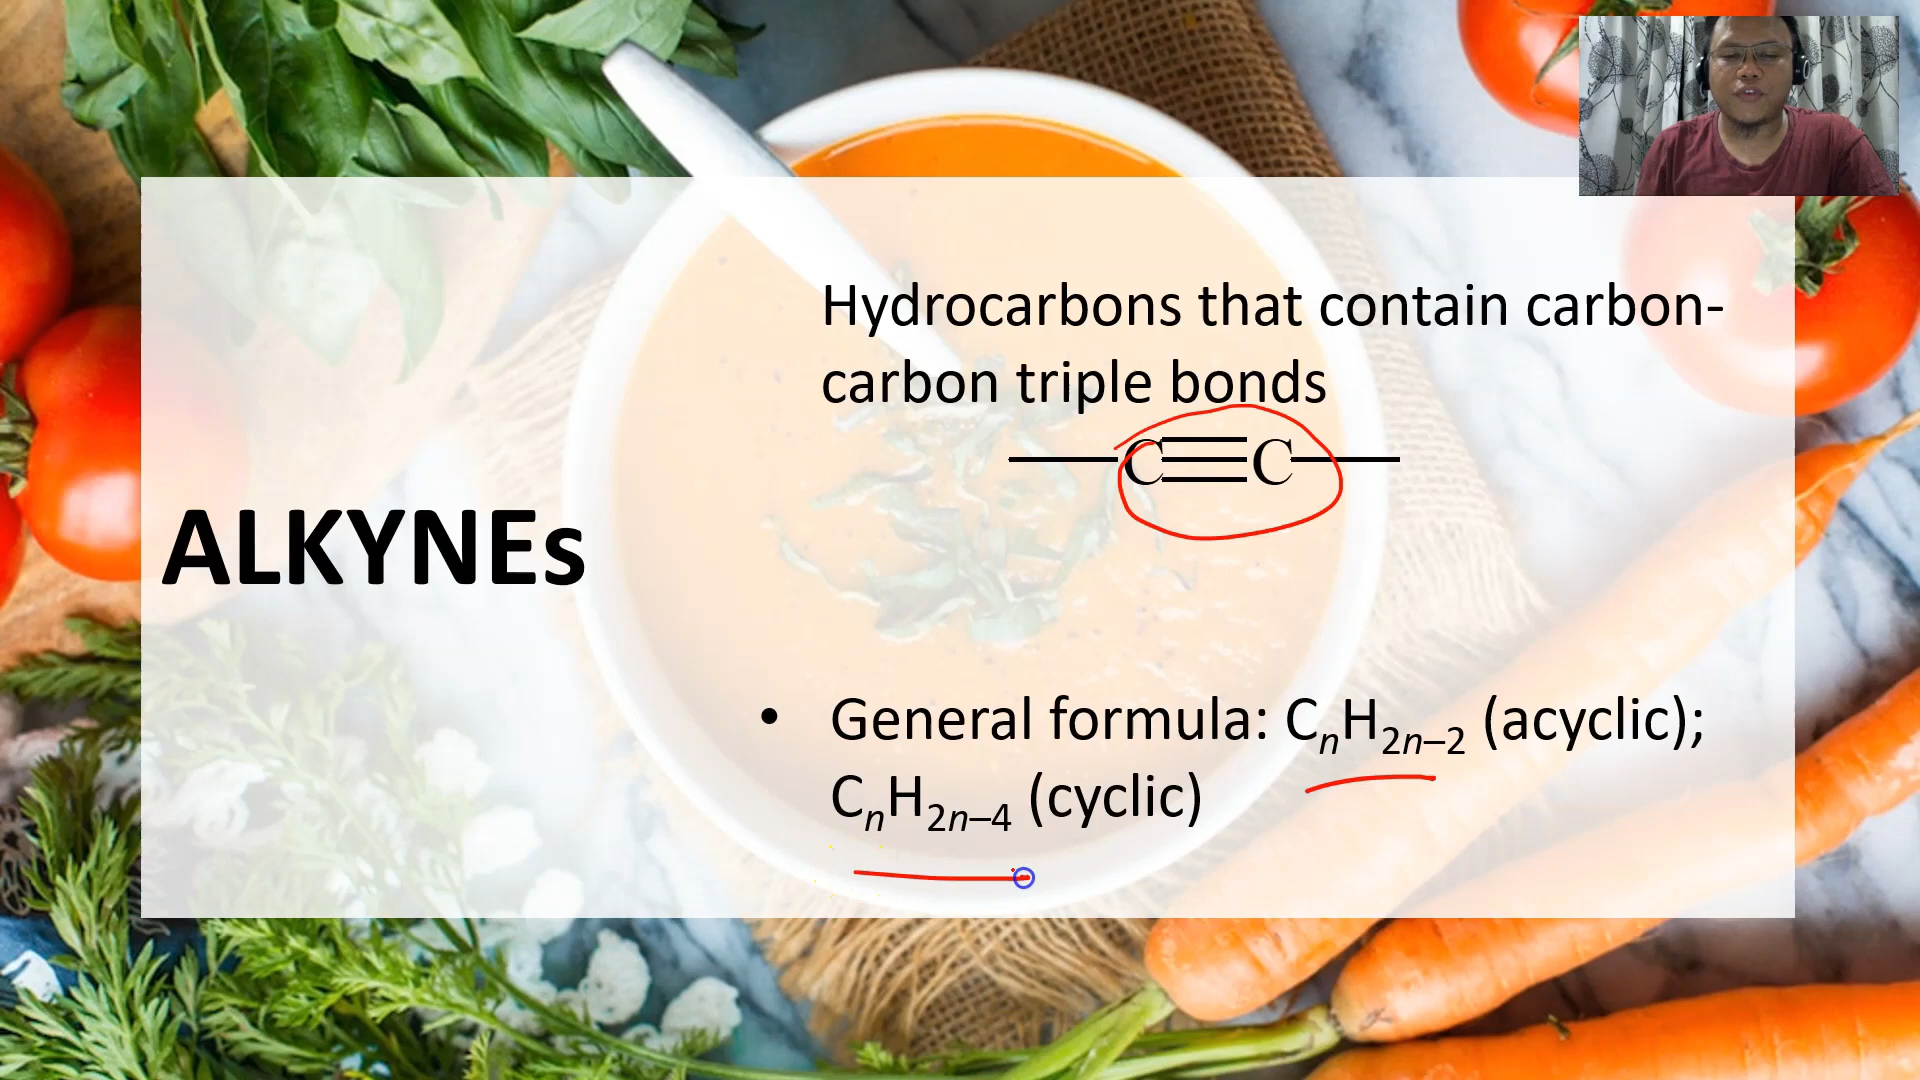 ALKYNEs
Hydrocarbons that contain carbon-
carbon triple bonds
C≡C
• General formula: CₙH₂ₙ₋₂ (acyclic);
CₙH₂ₙ₋₄ (cyclic)